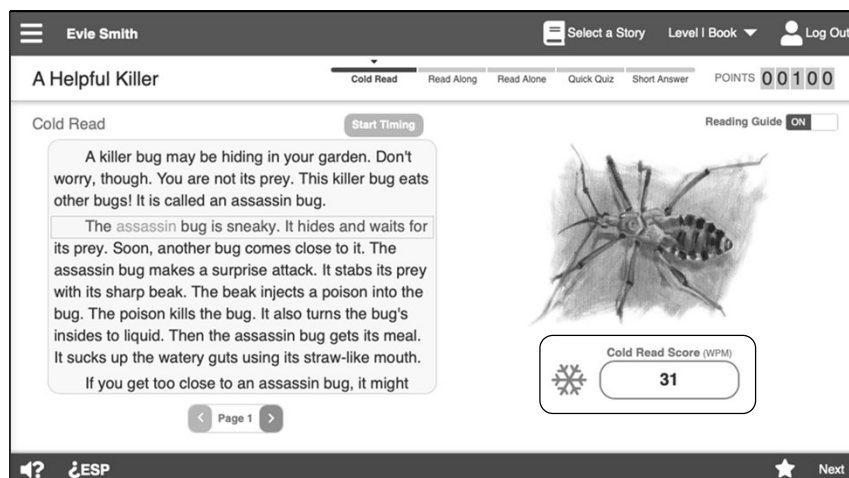 Evie Smith
Select a Story
Level I Book
Log Out
A Helpful Killer
Cold Read
Read Along
Read Alone
Quick Quiz
Short Answer
POINTS 00100
Cold Read
Start Timing
Reading Guide ON
A killer bug may be hiding in your garden. Don't
worry, though. You are not its prey. This killer bug eats
other bugs! It is called an assassin bug.
The assassin bug is sneaky. It hides and waits for
its prey. Soon, another bug comes close to it. The
assassin bug makes a surprise attack. It stabs its prey
with its sharp beak. The beak injects a poison into the
bug. The poison kills the bug. It also turns the bug's
insides to liquid. Then the assassin bug gets its meal.
It sucks up the watery guts using its straw-like mouth.
If you get too close to an assassin bug, it might
Cold Read Score (WPM)
31
< Page 1 >
?
¿ESP
Next